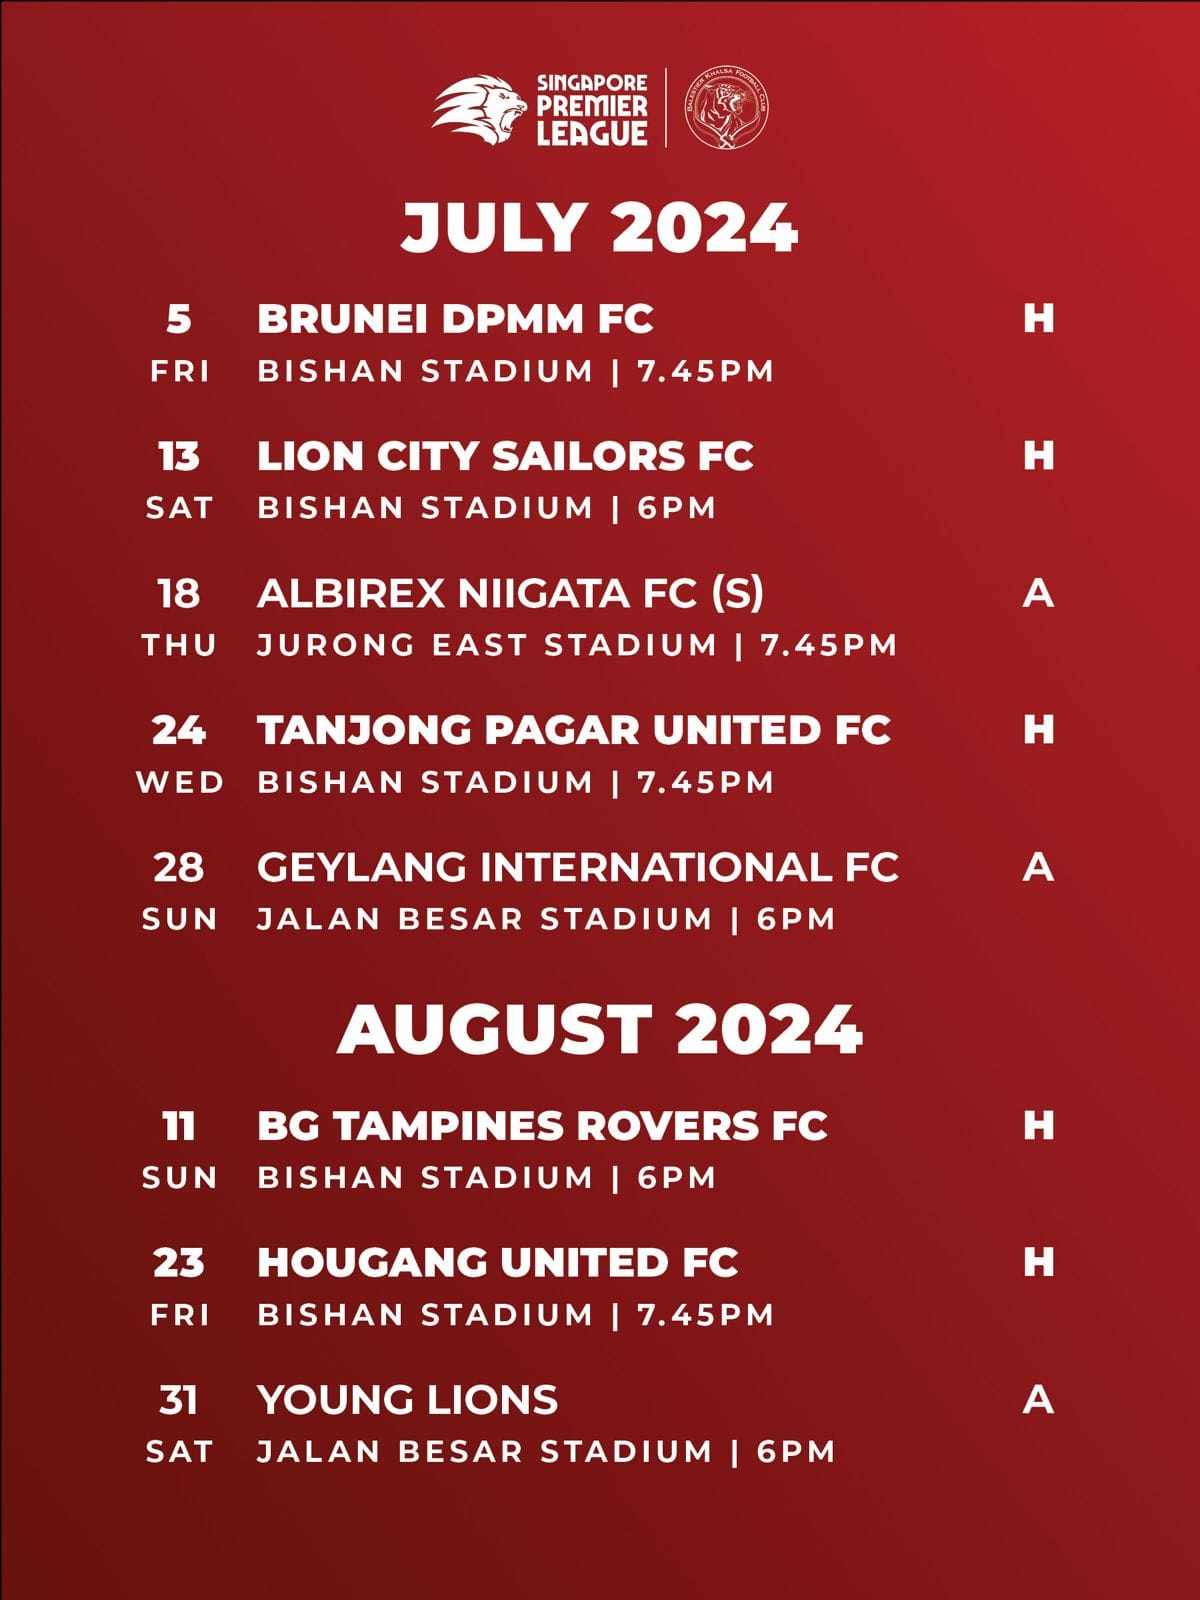 SINGAPORE
PREMIER
LEAGUE
BALESTIER KHALSA FOOTBALL CLUB
JULY 2024
5 BRUNEI DPMM FC H
FRI BISHAN STADIUM | 7.45PM
13 LION CITY SAILORS FC H
SAT BISHAN STADIUM | 6PM
18 ALBIREX NIIGATA FC (S) A
THU JURONG EAST STADIUM | 7.45PM
24 TANJONG PAGAR UNITED FC H
WED BISHAN STADIUM | 7.45PM
28 GEYLANG INTERNATIONAL FC A
SUN JALAN BESAR STADIUM | 6PM
AUGUST 2024
11 BG TAMPINES ROVERS FC H
SUN BISHAN STADIUM | 6PM
23 HOUGANG UNITED FC H
FRI BISHAN STADIUM | 7.45PM
31 YOUNG LIONS A
SAT JALAN BESAR STADIUM | 6PM